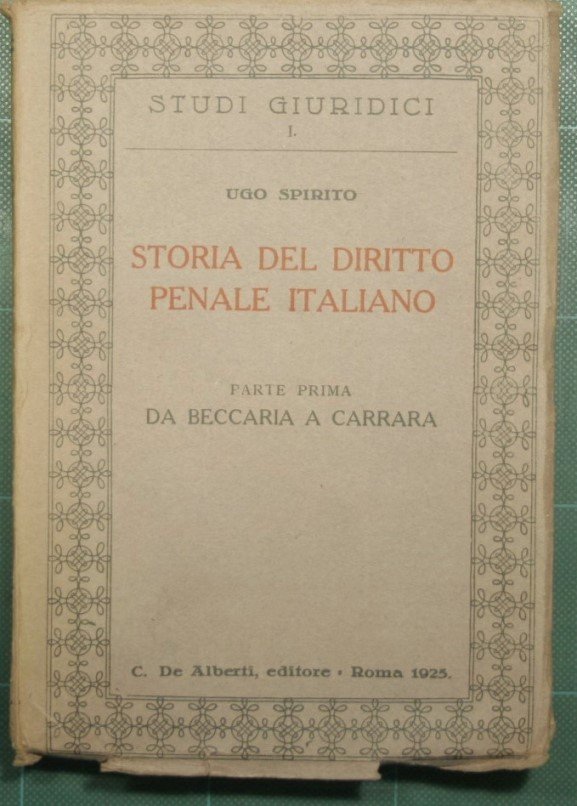 STUDI GIURIDICI
I.
UGO SPIRITO
STORIA DEL DIRITTO
PENALE ITALIANO
PARTE PRIMA
DA BECCARIA A CARRARA
C. De Alberti, editore • Roma 1925.